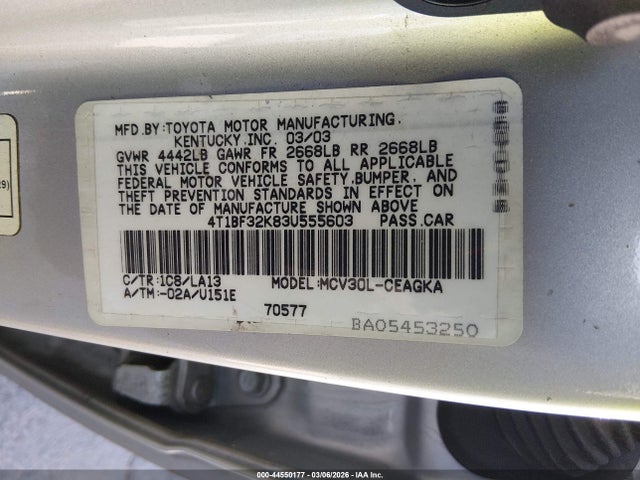 MFD.BY:TOYOTA MOTOR MANUFACTURING.
KENTUCKY.INC. 03/03
GVWR 4442LB GAWR FR 2668LB RR 2668LB
THIS VEHICLE CONFORMS TO ALL APPLICABLE
FEDERAL MOTOR VEHICLE SAFETY.BUMPER, AND
THEFT PREVENTION STANDARDS IN EFFECT ON
THE DATE OF MANUFACTURE SHOWN ABOVE
4T1BF32K83U555603 PASS.CAR
C/TR:1C8/LA13 MODEL:MCV30L-CEAGKA
A/TM:-02A/U151E
70577
BA05453250
000-44550177 | 03/06/2026 | IAA Inc.